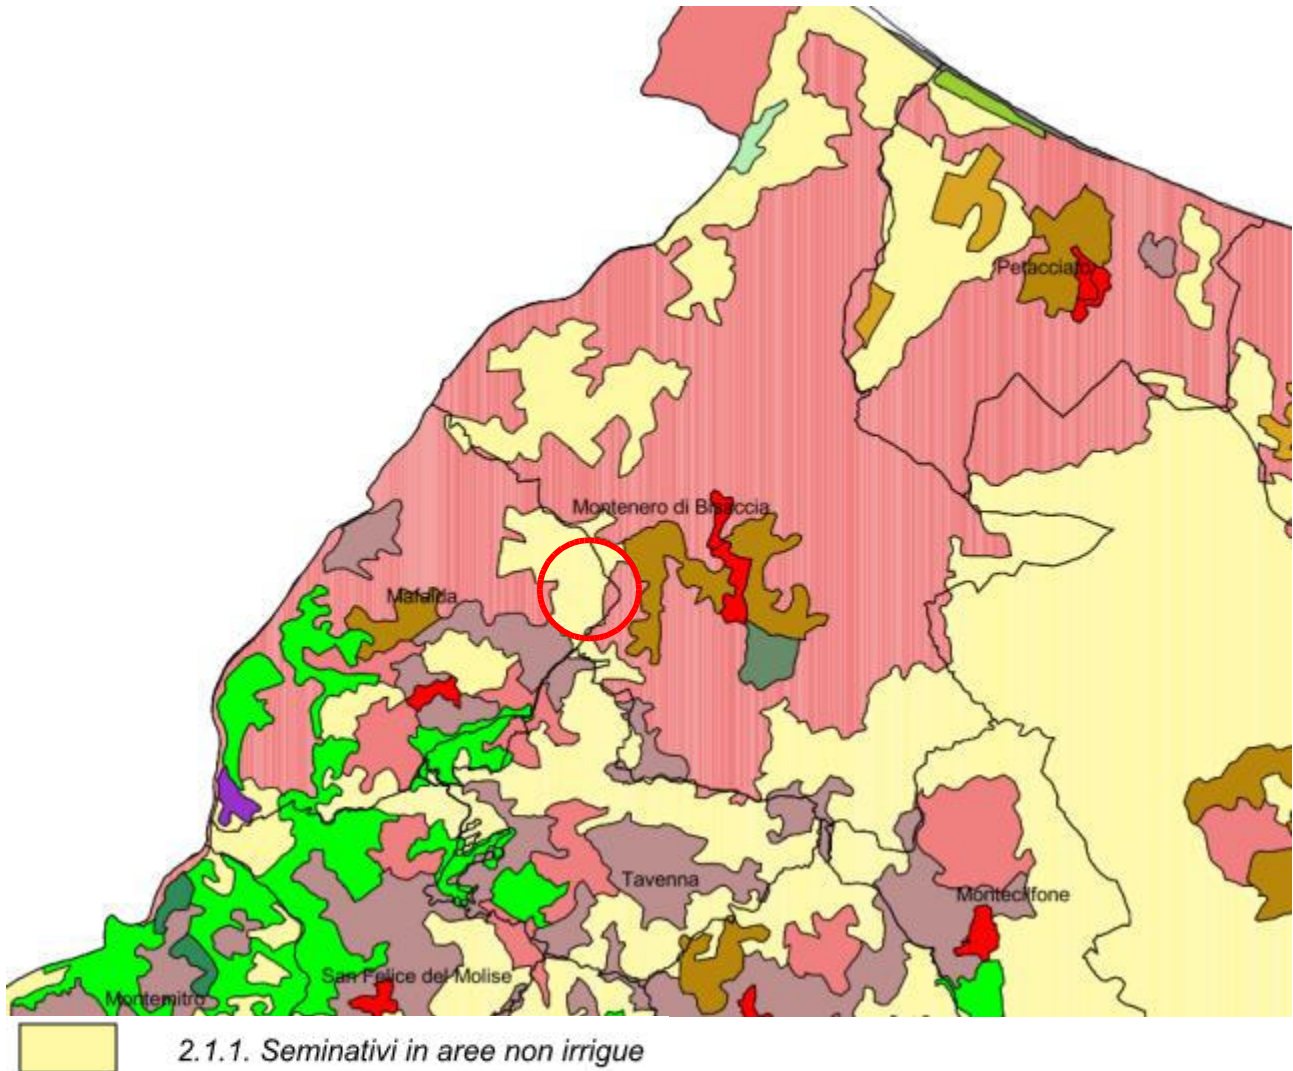 Petacciato
Montenero di Bisaccia
Mafalda
Tavenna
Montecilfone
San Felice del Molise
Montemitro
2.1.1. Seminativi in aree non irrigue